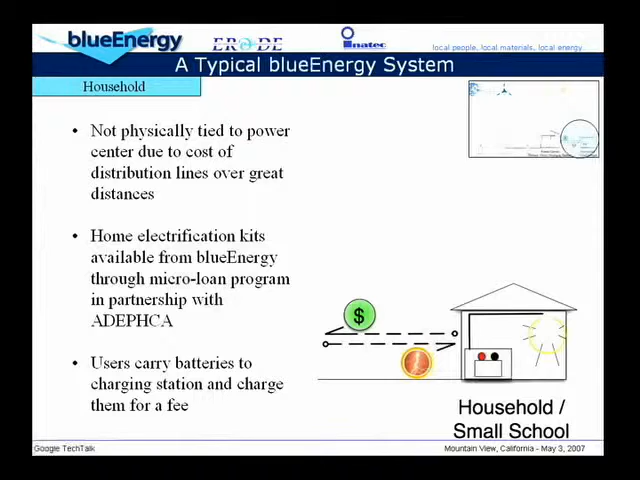 blueEnergy
inatec
local people, local materials, local energy
A Typical blueEnergy System
Household
• Not physically tied to power
center due to cost of
distribution lines over great
distances
• Home electrification kits
available from blueEnergy
through micro-loan program
in partnership with
ADEPHCA
• Users carry batteries to
charging station and charge
them for a fee
$
Household /
Small School
Google TechTalk
Mountain View, California - May 3, 2007